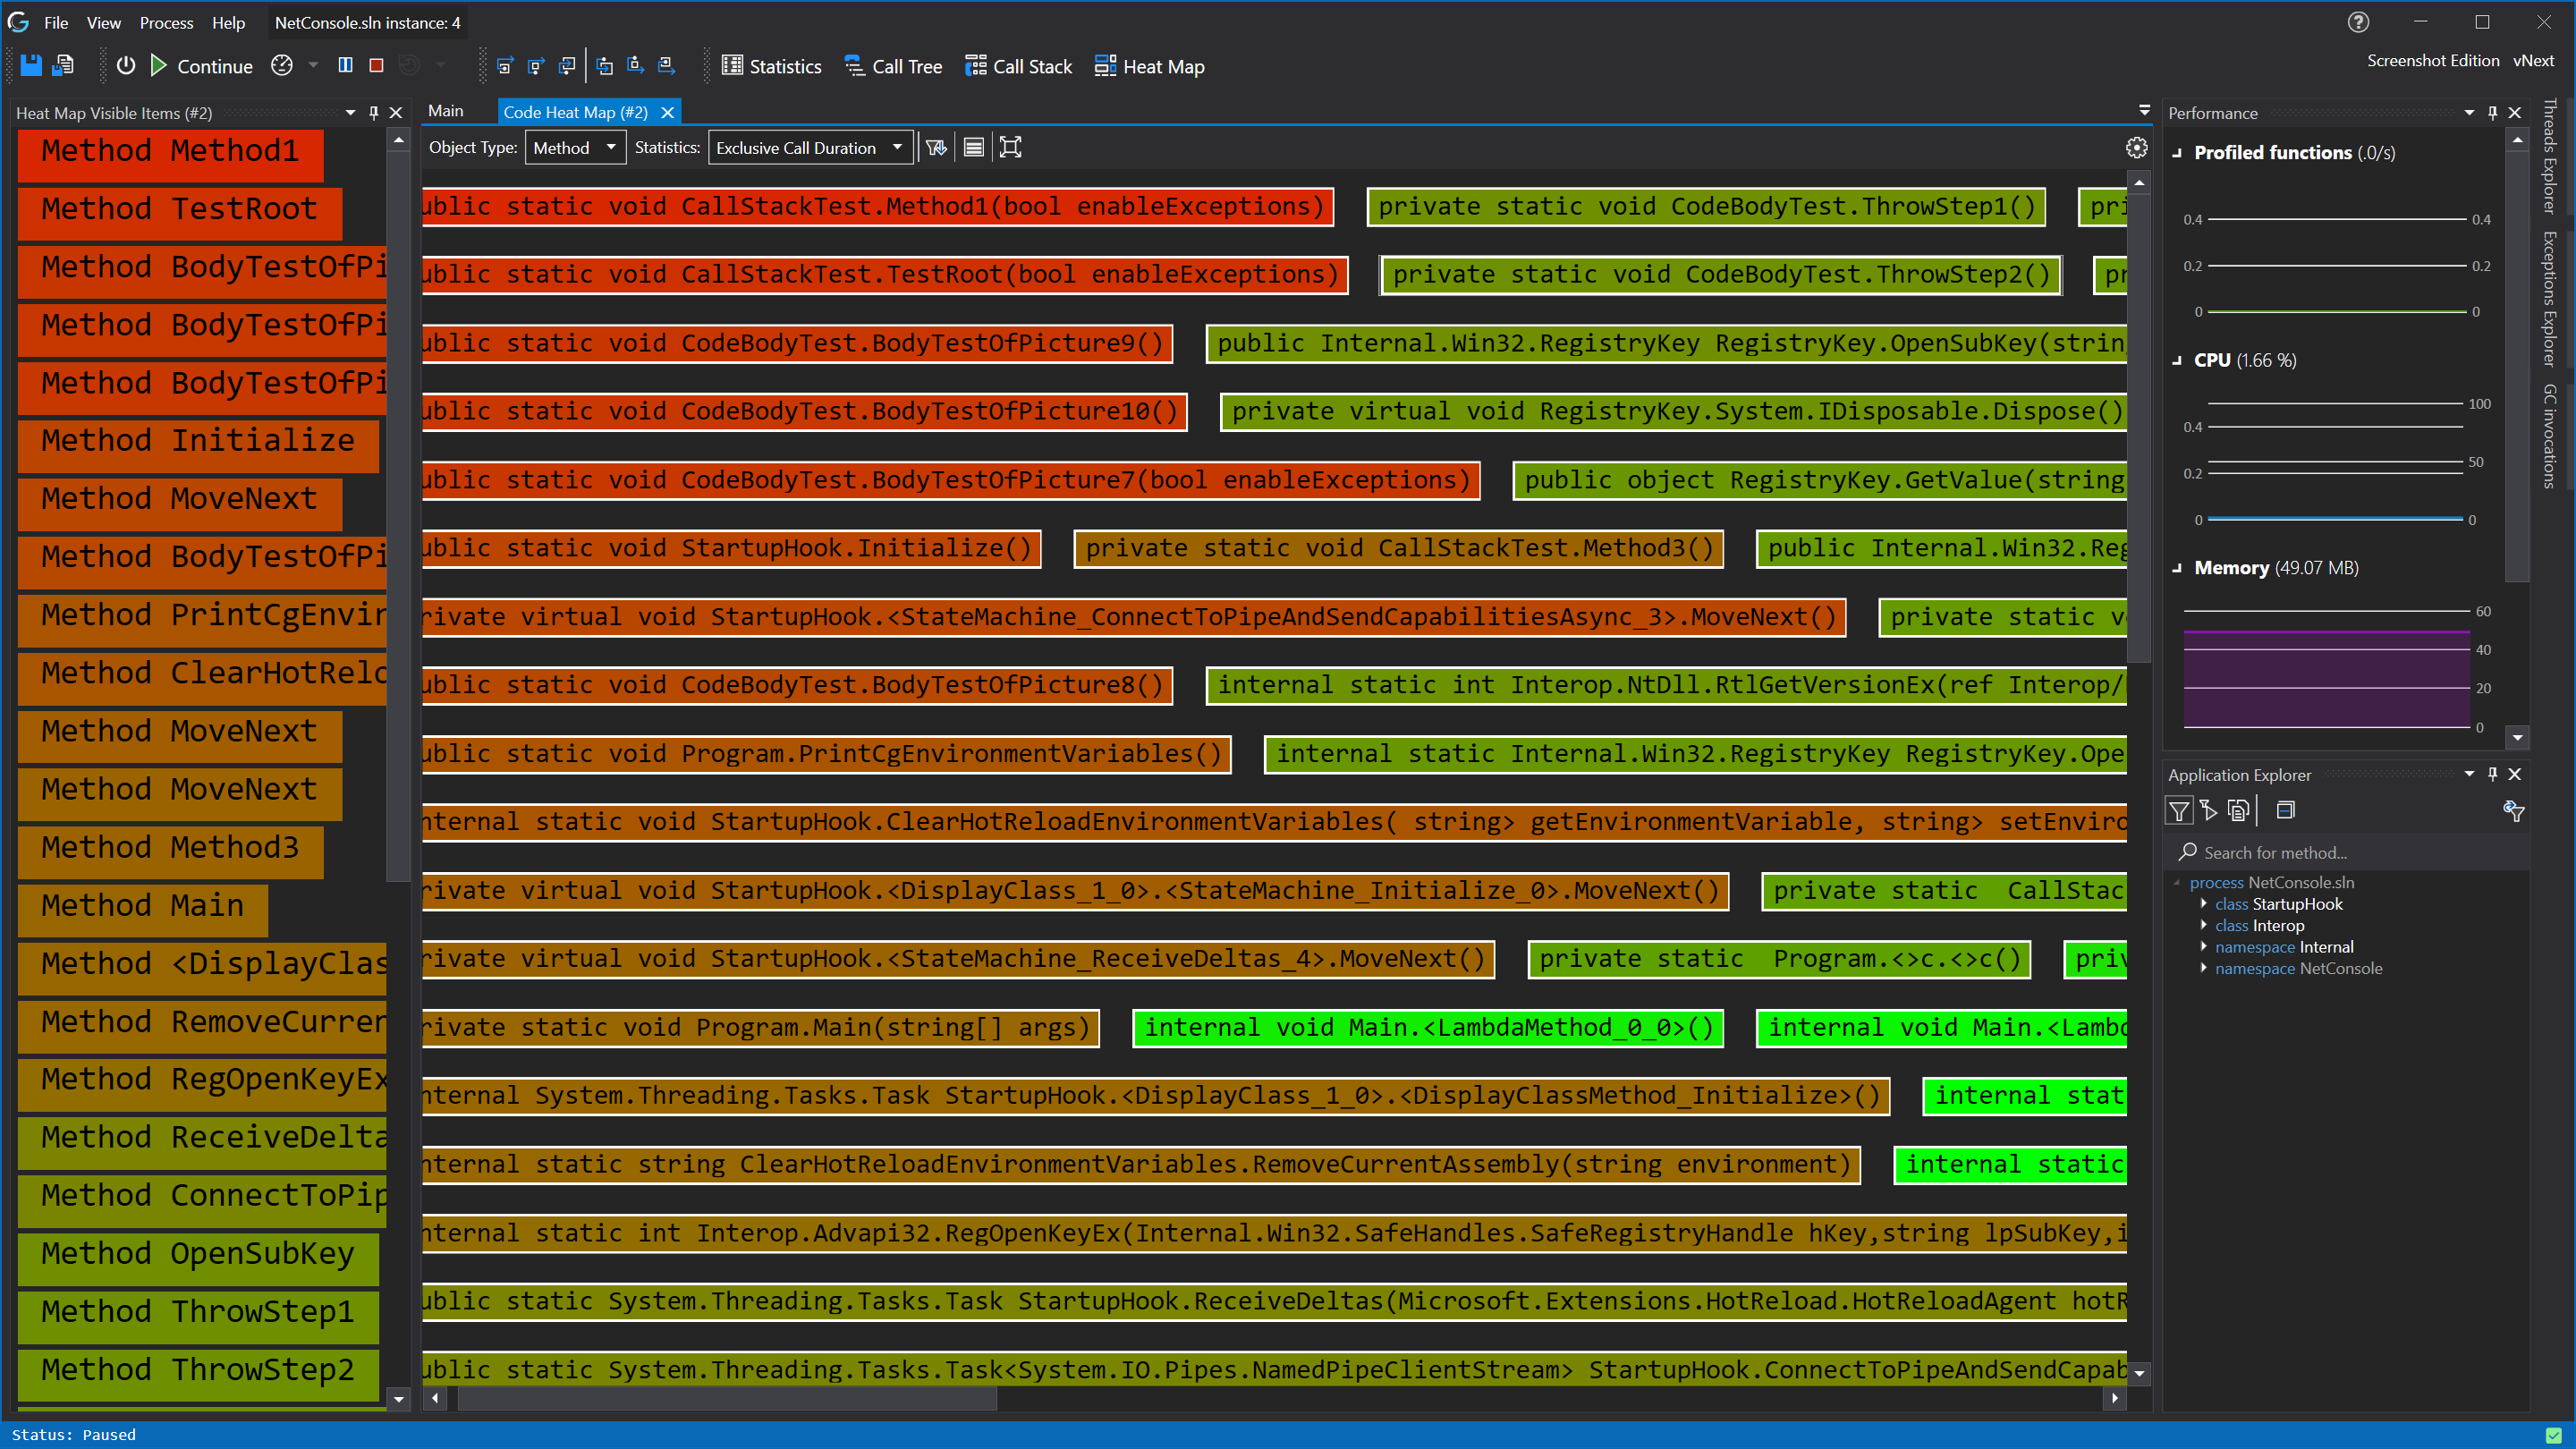 File View Process Help NetConsole.sln instance: 4
Continue Statistics Call Tree Call Stack Heat Map
Screenshot Edition vNext
Heat Map Visible Items (#2)
Method Method1
Method TestRoot
Method BodyTestOfPi
Method BodyTestOfPi
Method BodyTestOfPi
Method Initialize
Method MoveNext
Method BodyTestOfPi
Method PrintCgEnvir
Method ClearHotRelo
Method MoveNext
Method MoveNext
Method Method3
Method Main
Method <DisplayClas
Method RemoveCurren
Method RegOpenKeyEx
Method ReceiveDelta
Method ConnectToPip
Method OpenSubKey
Method ThrowStep1
Method ThrowStep2
Main Code Heat Map (#2)
Object Type: Method Statistics: Exclusive Call Duration
ublic static void CallStackTest.Method1(bool enableExceptions) private static void CodeBodyTest.ThrowStep1() pri
ublic static void CallStackTest.TestRoot(bool enableExceptions) private static void CodeBodyTest.ThrowStep2() pr
ublic static void CodeBodyTest.BodyTestOfPicture9() public Internal.Win32.RegistryKey RegistryKey.OpenSubKey(strin
ublic static void CodeBodyTest.BodyTestOfPicture10() private virtual void RegistryKey.System.IDisposable.Dispose()
ublic static void CodeBodyTest.BodyTestOfPicture7(bool enableExceptions) public object RegistryKey.GetValue(string
ublic static void StartupHook.Initialize() private static void CallStackTest.Method3() public Internal.Win32.Reg
rivate virtual void StartupHook.<StateMachine_ConnectToPipeAndSendCapabilitiesAsync_3>.MoveNext() private static v
ublic static void CodeBodyTest.BodyTestOfPicture8() internal static int Interop.NtDll.RtlGetVersionEx(ref Interop/
ublic static void Program.PrintCgEnvironmentVariables() internal static Internal.Win32.RegistryKey RegistryKey.Ope
nternal static void StartupHook.ClearHotReloadEnvironmentVariables( string> getEnvironmentVariable, string> setEnviro
rivate virtual void StartupHook.<DisplayClass_1_0>.<StateMachine_Initialize_0>.MoveNext() private static CallStac
rivate virtual void StartupHook.<StateMachine_ReceiveDeltas_4>.MoveNext() private static Program.<>c.<>c() priv
rivate static void Program.Main(string[] args) internal void Main.<LambdaMethod_0_0>() internal void Main.<Lambd
nternal System.Threading.Tasks.Task StartupHook.<DisplayClass_1_0>.<DisplayClassMethod_Initialize>() internal stat
nternal static string ClearHotReloadEnvironmentVariables.RemoveCurrentAssembly(string environment) internal static
nternal static int Interop.Advapi32.RegOpenKeyEx(Internal.Win32.SafeHandles.SafeRegistryHandle hKey,string lpSubKey,i
ublic static System.Threading.Tasks.Task StartupHook.ReceiveDeltas(Microsoft.Extensions.HotReload.HotReloadAgent hotR
ublic static System.Threading.Tasks.Task<System.IO.Pipes.NamedPipeClientStream> StartupHook.ConnectToPipeAndSendCapab
Performance
Profiled functions (.0/s)
0.4 0.4
0.2 0.2
0 0
CPU (1.66 %)
100
0.4
50
0.2
0 0
Memory (49.07 MB)
60
40
20
0
Application Explorer
Search for method...
process NetConsole.sln
class StartupHook
class Interop
namespace Internal
namespace NetConsole
Threads Explorer
Exceptions Explorer
GC invocations
Status: Paused